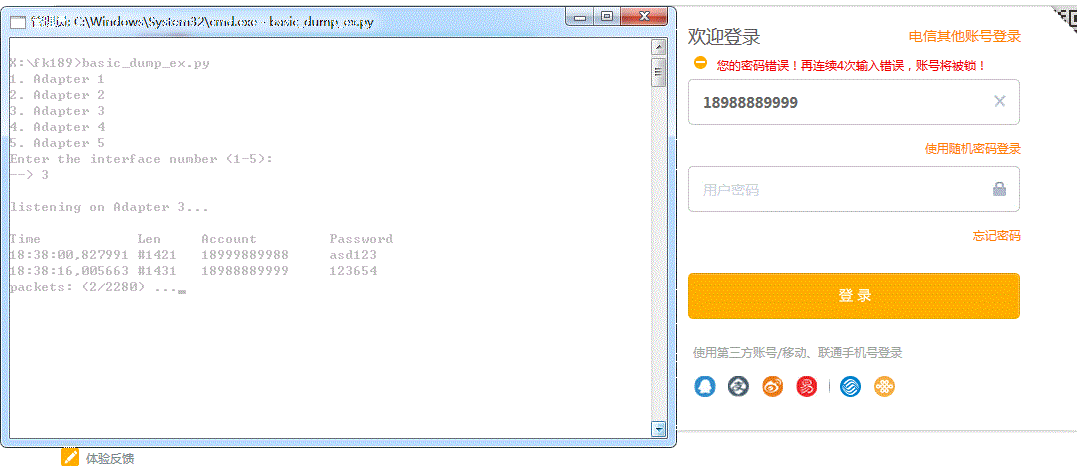 管理员: C:\Windows\System32\cmd.exe - basic_dump_ex.py
X:\fk189>basic_dump_ex.py
1. Adapter 1
2. Adapter 2
3. Adapter 3
4. Adapter 4
5. Adapter 5
Enter the interface number (1-5):
--> 3
listening on Adapter 3...
Time Len Account Password
18:38:00,827991 #1421 18999889988 asd123
18:38:16,005663 #1431 18988889999 123654
packets: (2/2280) ...
欢迎登录 电信其他账号登录
您的密码错误！再连续4次输入错误，账号将被锁！
18988889999
使用随机密码登录
用户密码
忘记密码
登 录
使用第三方账号/移动、联通手机号登录
体验反馈